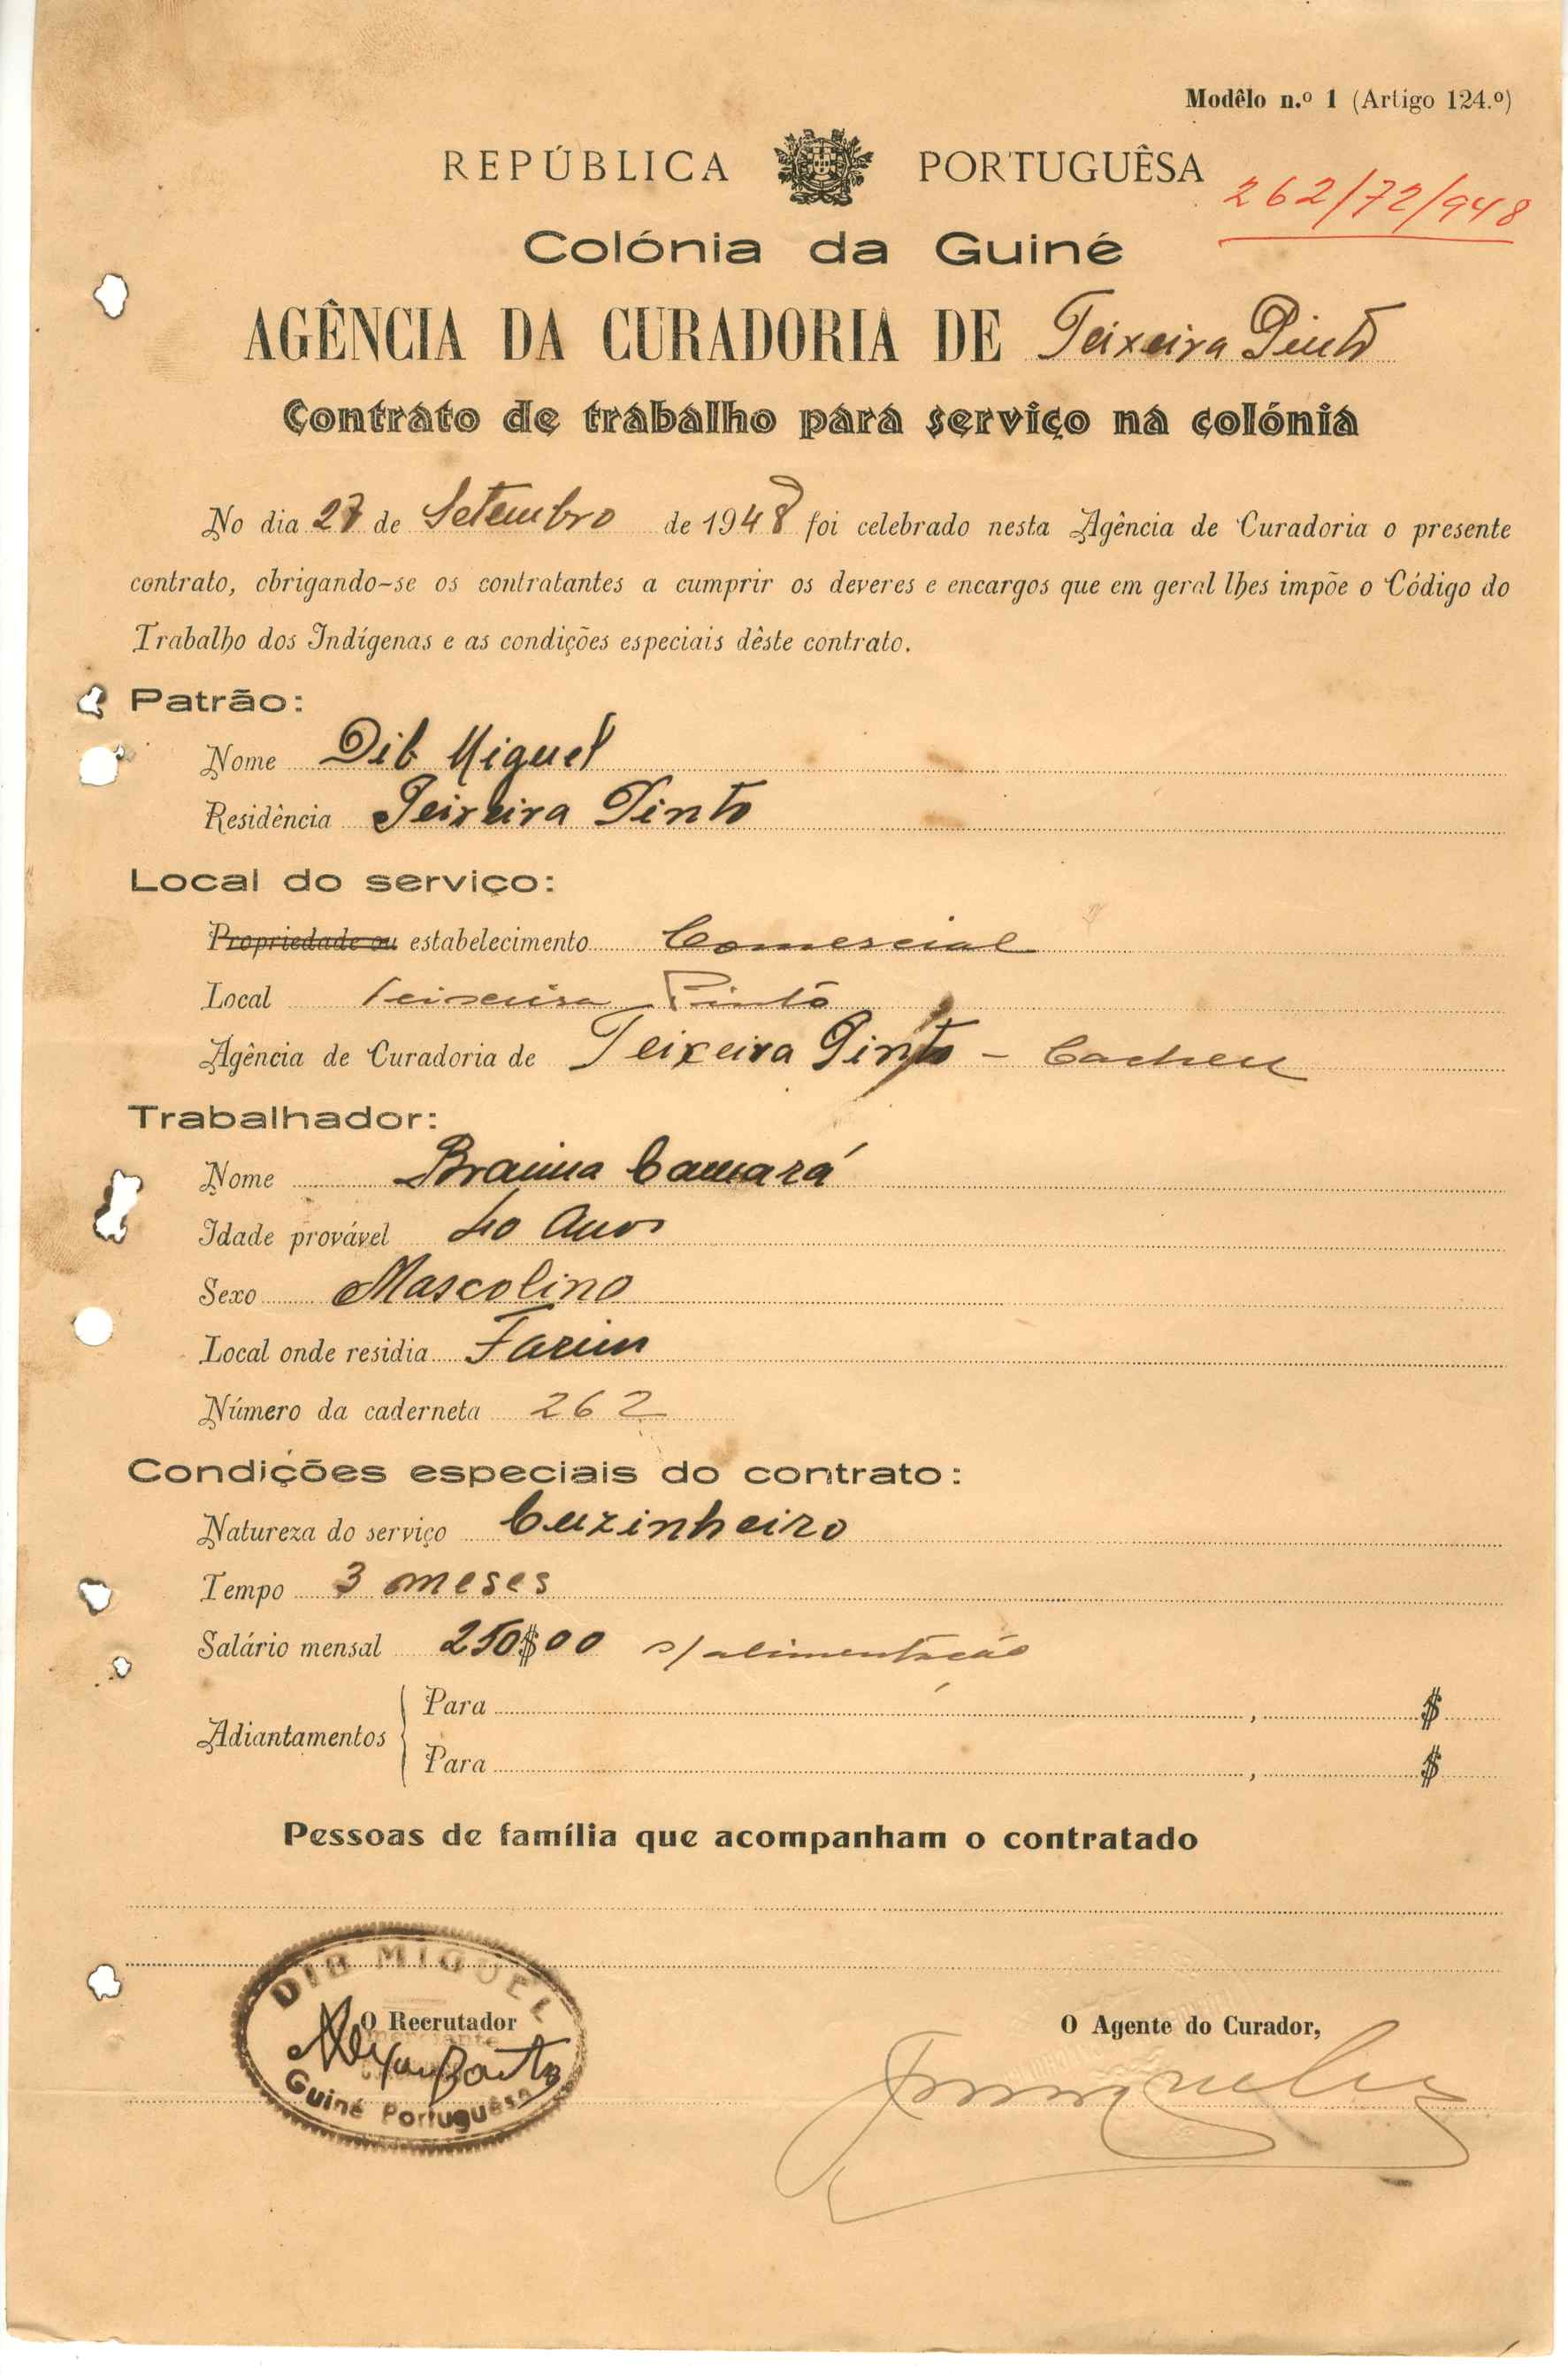 Modêlo n.º 1 (Artigo 124.º)
REPÚBLICA PORTUGUÊSA
262/72/948
Colónia da Guiné
AGÊNCIA DA CURADORIA DE Teixeira Pinto
Contrato de trabalho para serviço na colónia
No dia 27 de Setembro de 1948 foi celebrado nesta Agência de Curadoria o presente
contrato, obrigando-se os contratantes a cumprir os deveres e encargos que em geral lhes impõe o Código do
Trabalho dos Indígenas e as condições especiais dêste contrato.
Patrão:
Nome Dib Miguel
Residência Teixeira Pinto
Local do serviço:
Propriedade ou estabelecimento Comercial
Local Teixeira Pinto
Agência de Curadoria de Teixeira Pinto - Cacheu
Trabalhador:
Nome Braima Camará
Idade provável 40 Anos
Sexo Mascolino
Local onde residia Farim
Número da caderneta 262
Condições especiais do contrato:
Natureza do serviço Cuzinheiro
Tempo 3 meses
Salário mensal 250$00 s/alimentação
Adiantamentos
Para , $
Para , $
Pessoas de família que acompanham o contratado
DIB MIGUEL
O Recrutador
Guiné Portuguêsa
O Agente do Curador,